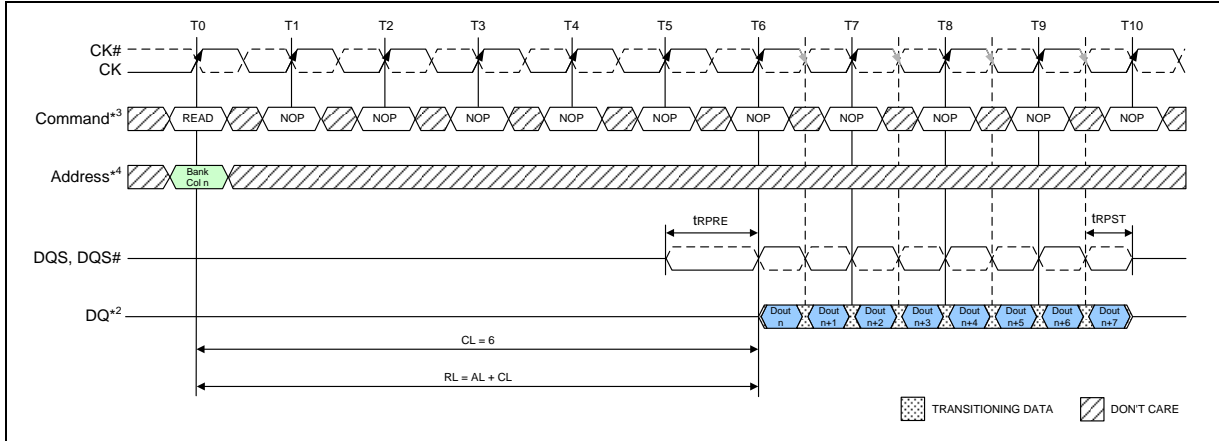 T0 T1 T2 T3 T4 T5 T6 T7 T8 T9 T10
CK#
CK
Command*3 READ NOP NOP NOP NOP NOP NOP NOP NOP NOP NOP
Address*4 Bank
Col n
tRPRE tRPST
DQS, DQS#
DQ*2 Dout
n Dout
n+1 Dout
n+2 Dout
n+3 Dout
n+4 Dout
n+5 Dout
n+6 Dout
n+7
CL = 6
RL = AL + CL
TRANSITIONING DATA DON'T CARE